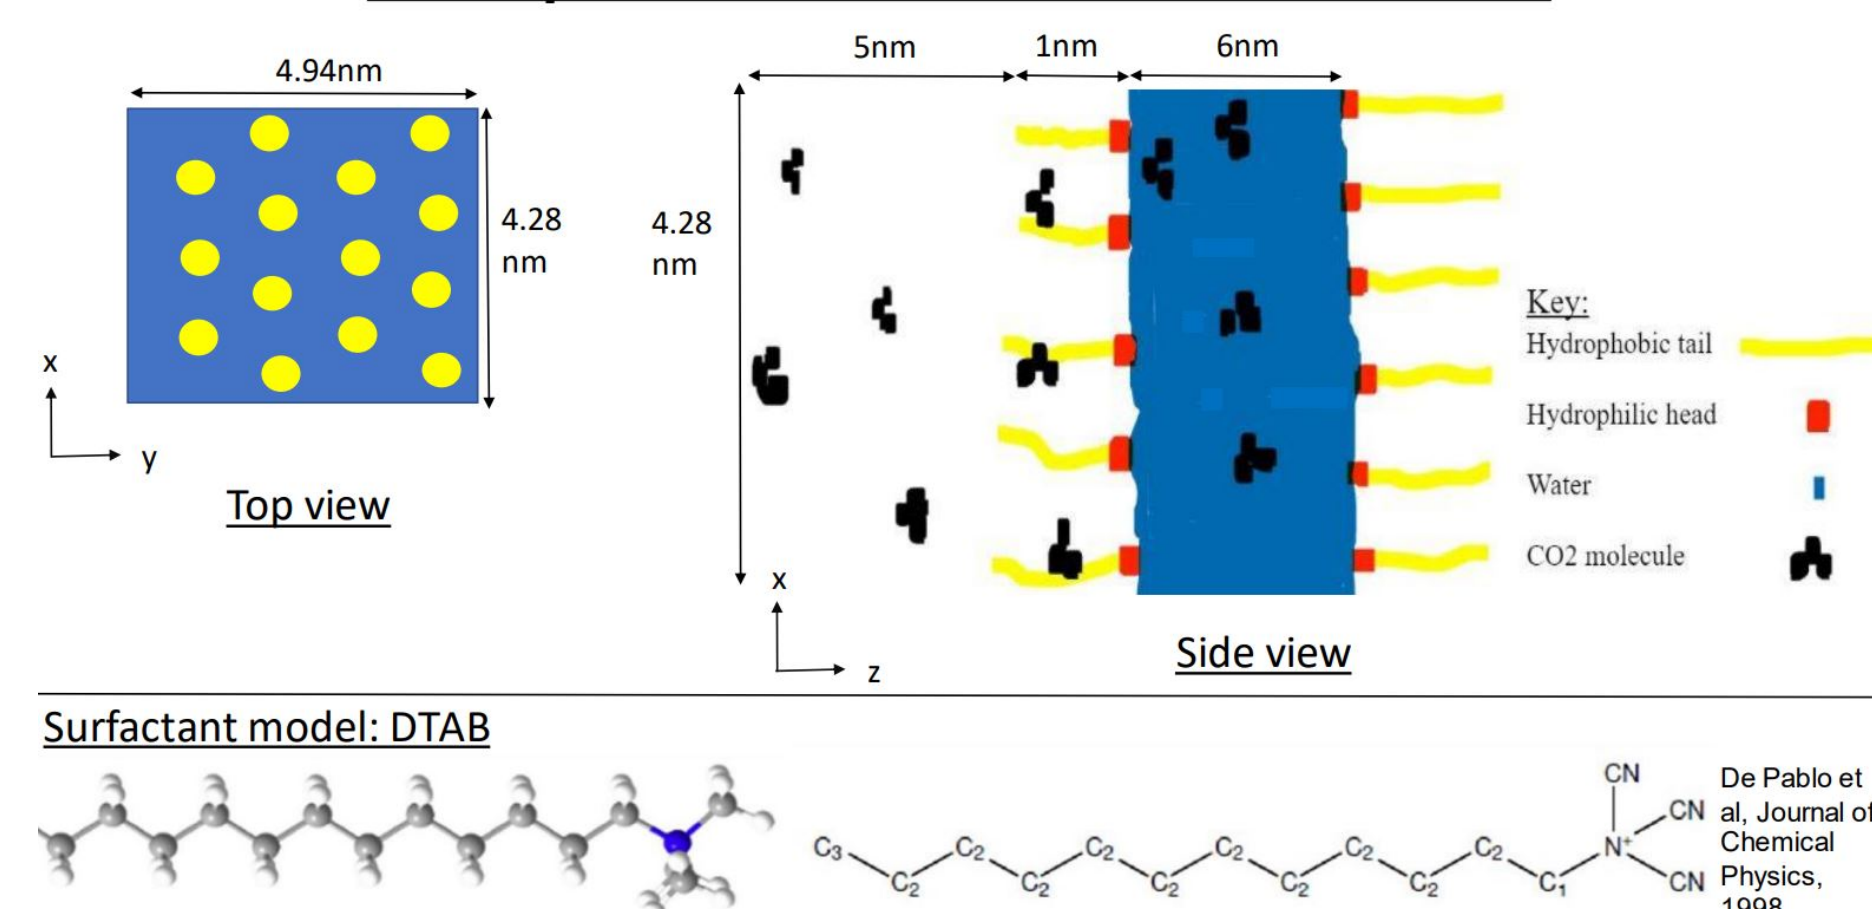 4.94nm
4.28
nm
x
y
Top view
5nm
1nm
6nm
4.28
nm
x
z
Side view
Key:
Hydrophobic tail
Hydrophilic head
Water
CO2 molecule
Surfactant model: DTAB
CN
CN
CN
N⁺
C₃
C₂
C₂
C₂
C₂
C₂
C₂
C₂
C₂
C₂
C₂
C₁
De Pablo et
al, Journal of
Chemical
Physics,
1998